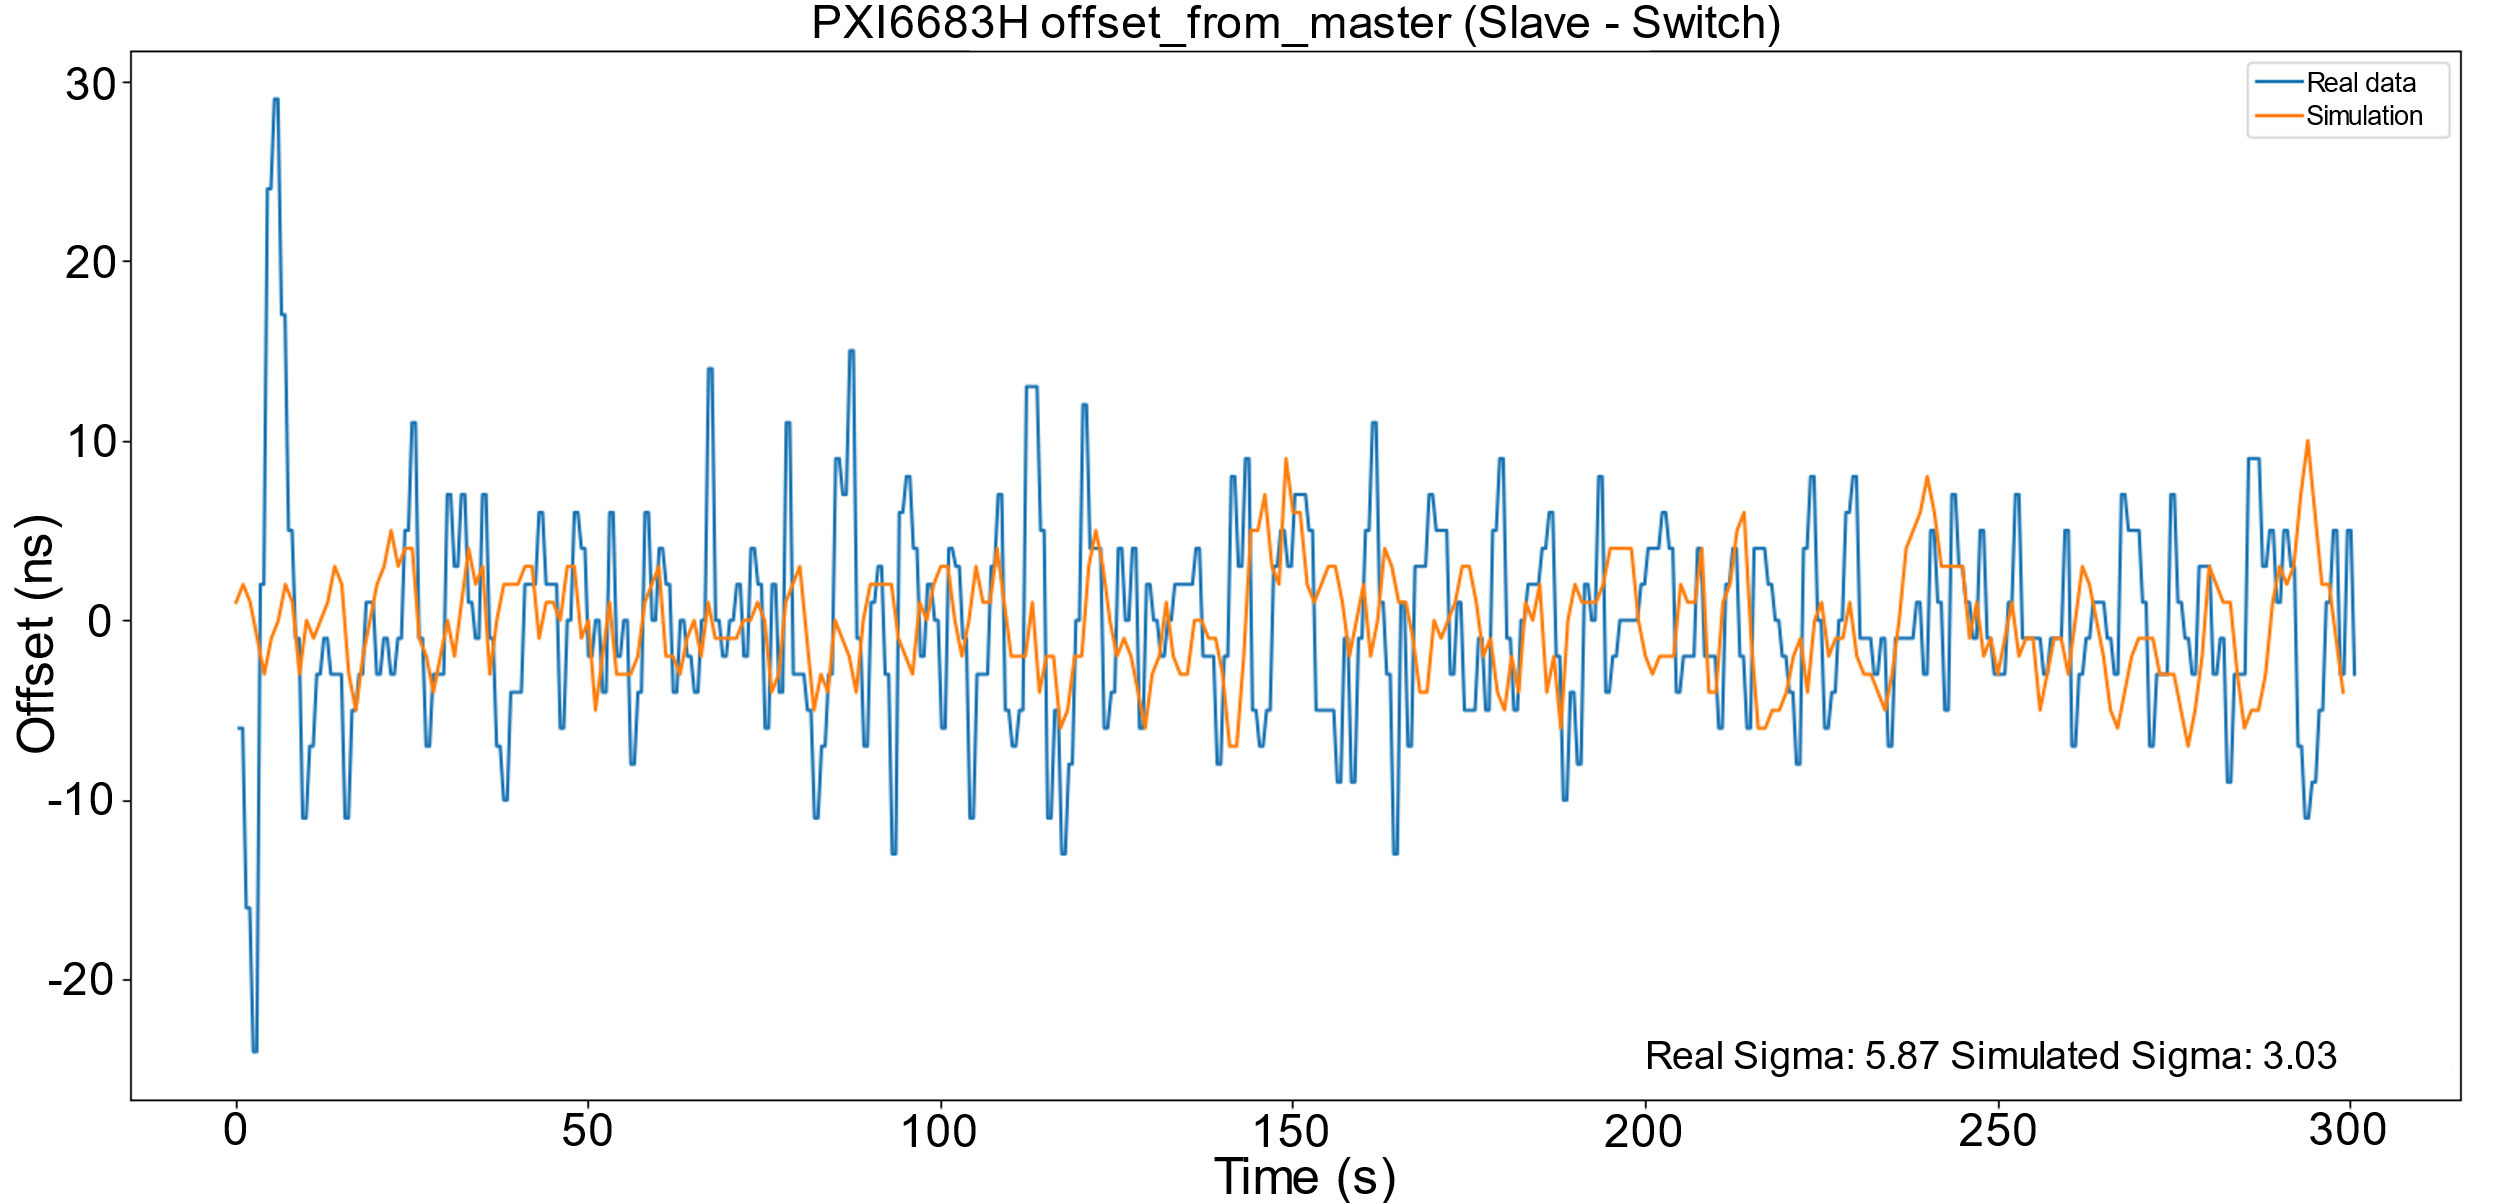 PXI6683H offset_from_master (Slave - Switch)
Real data
Simulation
30
20
10
0
-10
-20
Offset (ns)
Real Sigma: 5.87 Simulated Sigma: 3.03
0 50 100 150 200 250 300
Time (s)